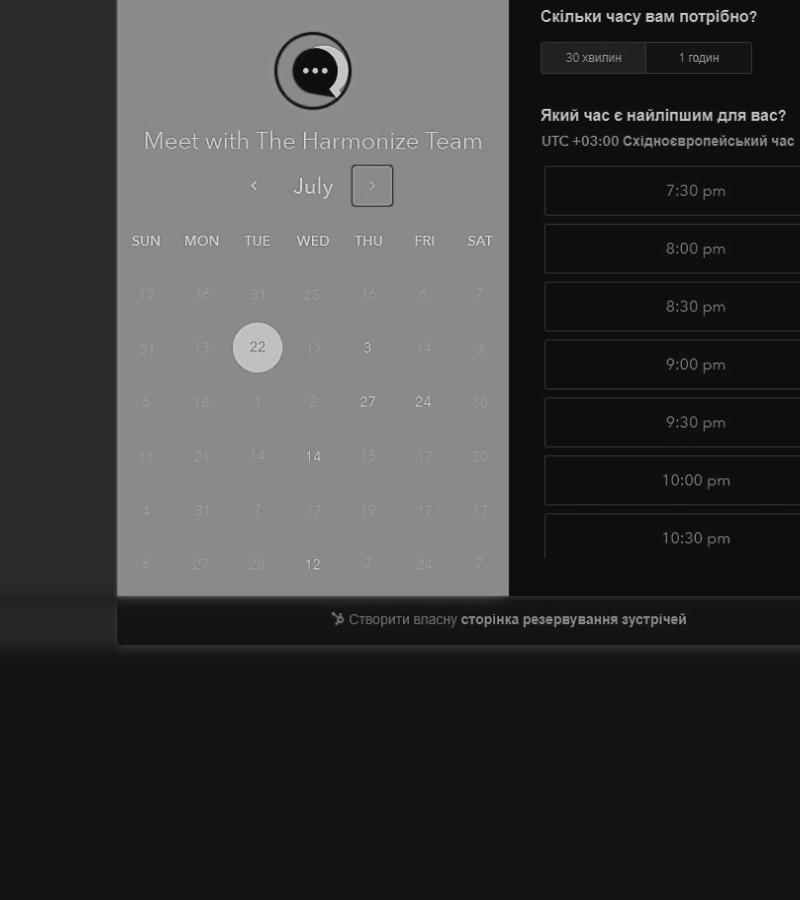 Meet with The Harmonize Team
July
SUN MON TUE WED THU FRI SAT
13 16 31 25 16 6 7
31 13 22 17 3 14 3
6 18 1 2 27 24 30
11 21 14 14 15 17 30
4 31 7 17 19 17 17
6 27 28 12 7 24 7
Скільки часу вам потрібно?
30 хвилин 1 годин
Який час є найліпшим для вас?
UTC +03:00 Східноєвропейський час
7:30 pm
8:00 pm
8:30 pm
9:00 pm
9:30 pm
10:00 pm
10:30 pm
Створити власну сторінка резервування зустрічей